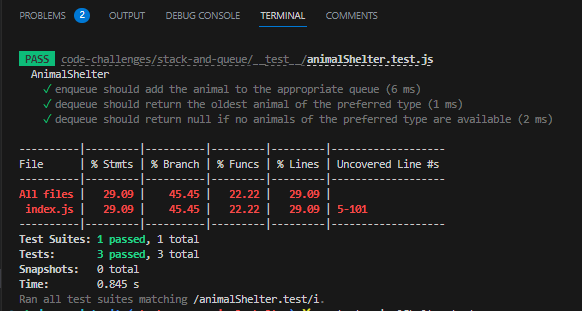 PROBLEMS 2 OUTPUT DEBUG CONSOLE TERMINAL COMMENTS
PASS code-challenges/stack-and-queue/__test__/animalShelter.test.js
AnimalShelter
✓ enqueue should add the animal to the appropriate queue (6 ms)
✓ dequeue should return the oldest animal of the preferred type (1 ms)
✓ dequeue should return null if no animals of the preferred type are available (2 ms)
----------|---------|----------|---------|---------|-------------------
File | % Stmts | % Branch | % Funcs | % Lines | Uncovered Line #s
----------|---------|----------|---------|---------|-------------------
All files | 29.09 | 45.45 | 22.22 | 29.09 |
index.js | 29.09 | 45.45 | 22.22 | 29.09 | 5-101
----------|---------|----------|---------|---------|-------------------
Test Suites: 1 passed, 1 total
Tests: 3 passed, 3 total
Snapshots: 0 total
Time: 0.845 s
Ran all test suites matching /animalShelter.test/i.